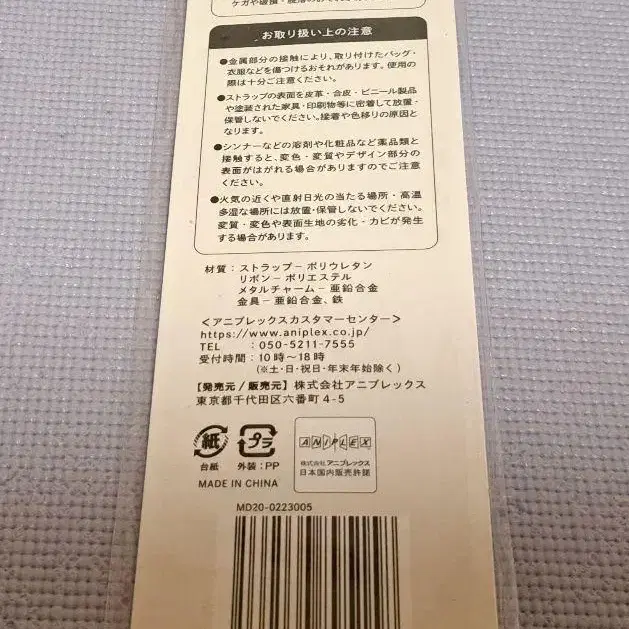 お取り扱い上の注意
●金属部分の接触により、取り付けたバッグ・
衣服などを傷つけるおそれがあります。使用の
際は十分ご注意ください。
●ストラップの表面を皮革・合皮・ビニール製品
や塗装された家具・印刷物等に密着して放置・
保管しないでください。接着や色移りの原因と
なります。
●シンナーなどの溶剤や化粧品など薬品類と
接触すると、変色・変質やデザイン部分の
表面がはがれる場合がありますのでご注意
ください。
●火気の近くや直射日光の当たる場所・高温
多湿な場所には放置・保管しないでください。
変質・変色や表面生地の劣化・カビが発生
する場合があります。
材質：ストラップ－ポリウレタン
リボン－ポリエステル
メタルチャーム－亜鉛合金
金具－亜鉛合金、鉄
＜アニプレックスカスタマーセンター＞
https://www.aniplex.co.jp/
TEL ：050-5211-7555
受付時間：10時～18時
（※土・日・祝日・年末年始除く）
【発売元/販売元】株式会社アニプレックス
東京都千代田区六番町4-5
紙
台紙
プラ
外装：PP
ANIPLEX
株式会社アニプレックス
日本国内販売許諾
MADE IN CHINA
MD20-0223005